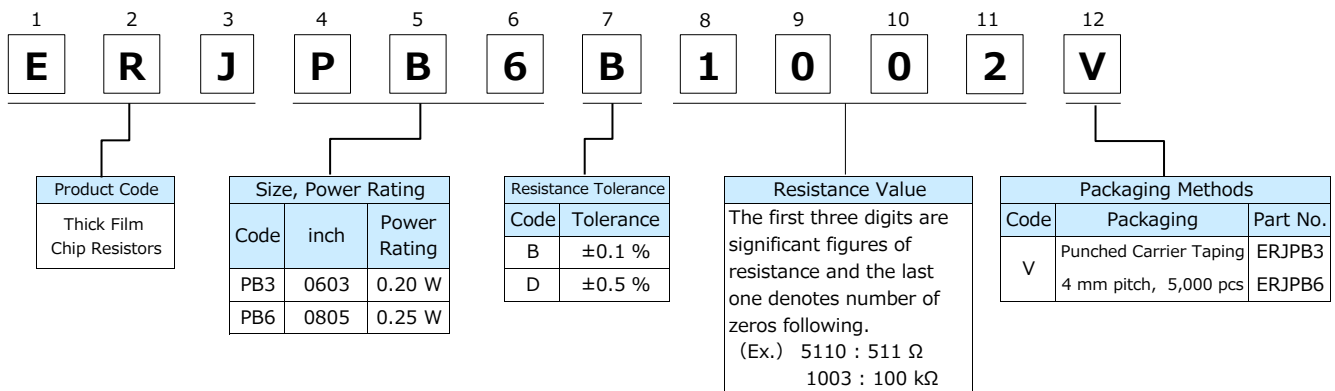 1 2 3 4 5 6 7 8 9 10 11 12
E R J P B 6 B 1 0 0 2 V
Product Code
Thick Film
Chip Resistors
Size, Power Rating
Code inch Power Rating
PB3 0603 0.20 W
PB6 0805 0.25 W
Resistance Tolerance
Code Tolerance
B ±0.1 %
D ±0.5 %
Resistance Value
The first three digits are
significant figures of
resistance and the last
one denotes number of
zeros following.
(Ex.) 5110 : 511 Ω
1003 : 100 kΩ
Packaging Methods
Code Packaging Part No.
V Punched Carrier Taping ERJPB3
4 mm pitch, 5,000 pcs ERJPB6